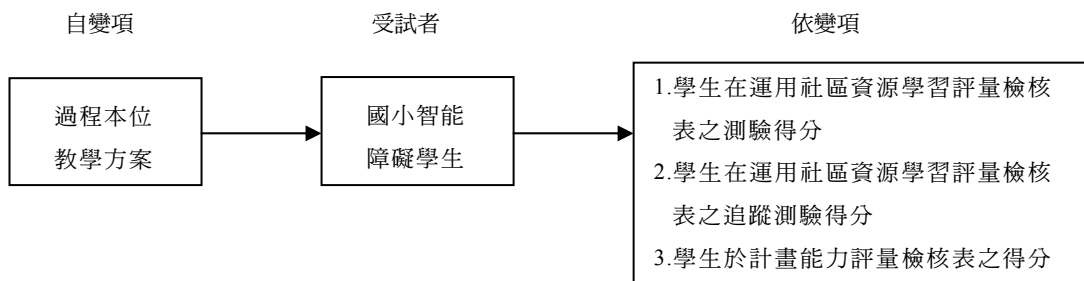 自變項
受試者
依變項
過程本位
教學方案
國小智能
障礙學生
1.學生在運用社區資源學習評量檢核
表之測驗得分
2.學生在運用社區資源學習評量檢核
表之追蹤測驗得分
3.學生於計畫能力評量檢核表之得分